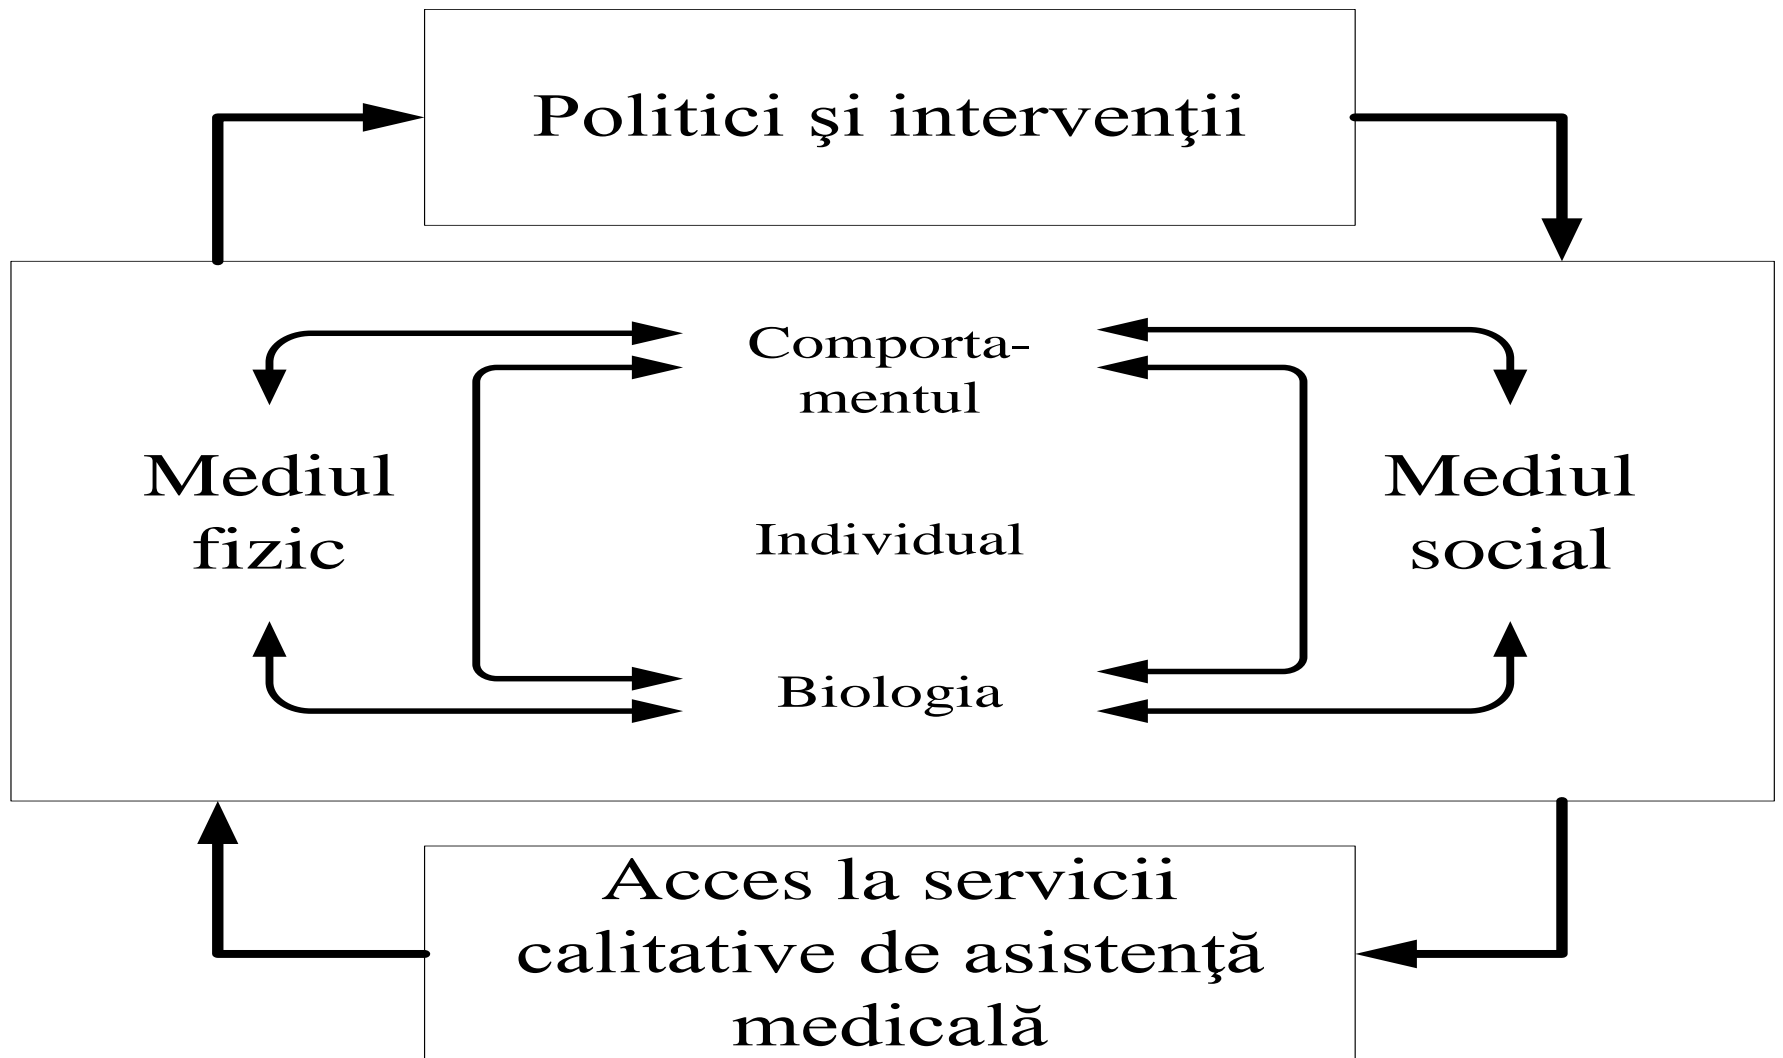 Politici şi intervenţii
Comporta-
mentul
Mediul
fizic
Individual
Mediul
social
Biologia
Acces la servicii
calitative de asistenţă
medicală